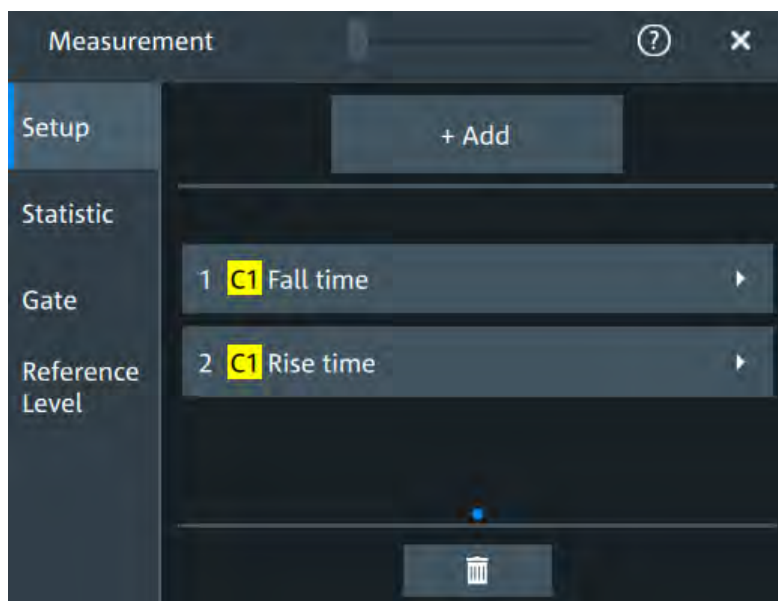 Measurement ?
Setup
+ Add
Statistic
Gate
Reference
Level
1 C1 Fall time
2 C1 Rise time